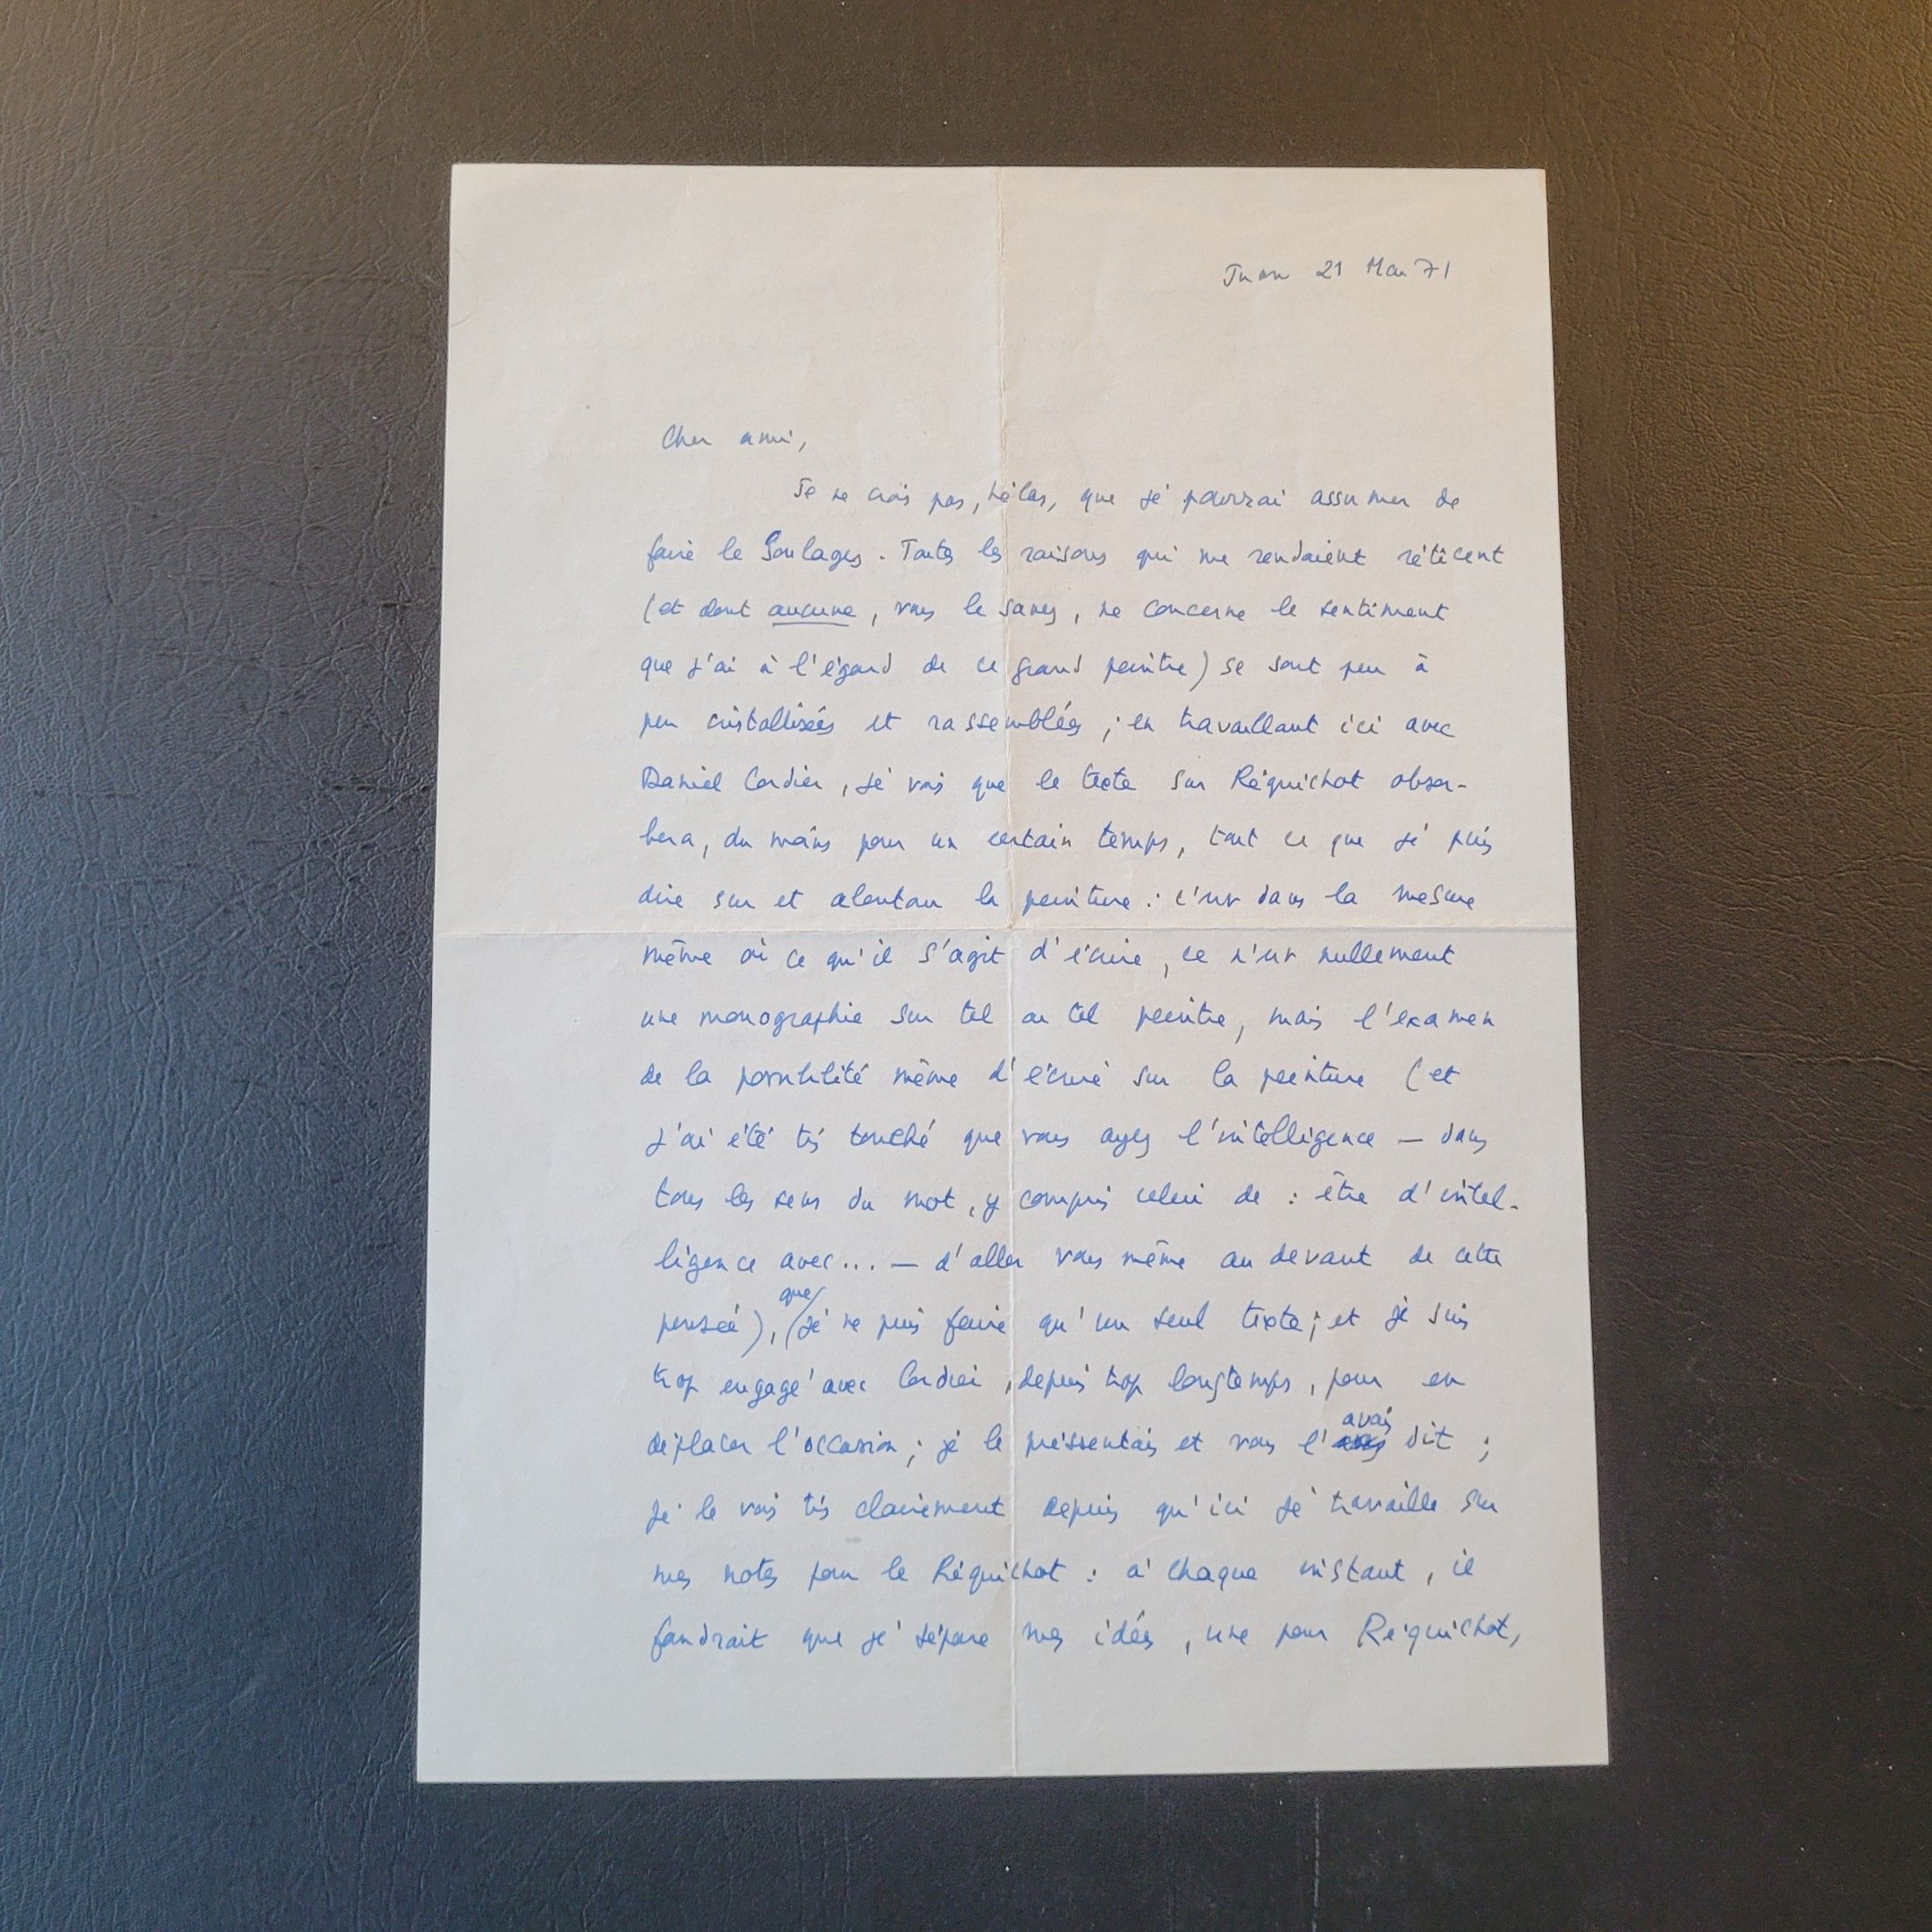 Juan 21 Mai 71
Cher ami,
Je ne crois pas, hélas, que je pourrai assumer de
faire le Soulages. Toutes les raisons qui me rendaient réticent
(et dont aucune, vous le savez, ne concerne le sentiment
que j'ai à l'égard de ce grand peintre) se sont peu à
peu cristallisées et rassemblées ; en travaillant ici avec
Daniel Cordier, je vois que le texte sur Réquichot absor-
bera, du moins pour un certain temps, tout ce que je puis
dire sur et alentour la peinture : c'est dans la mesure
même où ce qu'il s'agit d'écrire, ce n'est nullement
une monographie sur tel ou tel peintre, mais l'examen
de la possibilité même d'écrire sur la peinture (et
j'ai été très touché que vous ayez l'intelligence — dans
tous les sens du mot, y compris celui de : être d'intel-
ligence avec... — d'aller vous même au devant de cette
pensée), que je ne puis faire qu'un seul texte ; et je suis
trop engagé avec Cordier, depuis trop longtemps, pour en
déplacer l'occasion ; je le pressentais et vous l'avais dit ;
je le vois très clairement depuis qu'ici je travaille sur
mes notes pour le Réquichot : à chaque instant, il
faudrait que je sépare mes idées, une pour Réquichot,